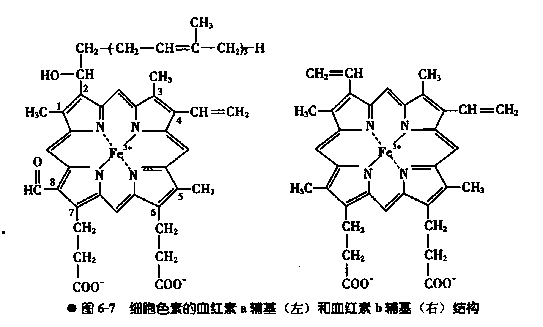 CH₃
CH₂-(CH₂-CH=C-CH₂)₃H
HO-CH
CH₃
H₃C
1
2
3
4
CH=CH₂
N
N
Fe³⁺
N
N
O
HC
8
7
6
5
CH₃
CH₂
CH₂
CH₂
CH₂
COO⁻
COO⁻
CH₂=CH
CH₃
H₃C
CH=CH₂
N
N
Fe³⁺
N
N
H₃C
CH₃
CH₂
CH₂
CH₂
COO⁻
COO⁻
●图 6-7 细胞色素的血红素 a 辅基（左）和血红素 b 辅基（右）结构